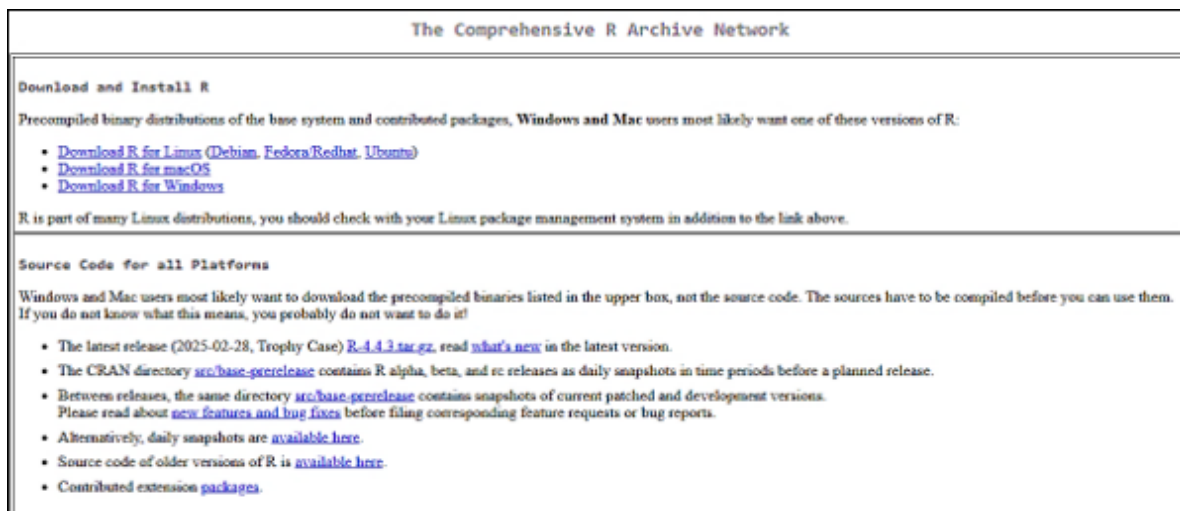 The Comprehensive R Archive Network
Download and Install R
Precompiled binary distributions of the base system and contributed packages, Windows and Mac users most likely want one of these versions of R:
• Download R for Linux (Debian, Fedora/Redhat, Ubuntu)
• Download R for macOS
• Download R for Windows
R is part of many Linux distributions, you should check with your Linux package management system in addition to the link above.
Source Code for all Platforms
Windows and Mac users most likely want to download the precompiled binaries listed in the upper box, not the source code. The sources have to be compiled before you can use them.
If you do not know what this means, you probably do not want to do it!
• The latest release (2025-02-28, Trophy Case) R-4.4.3.tar.gz, read what's new in the latest version.
• The CRAN directory src/base-prerelease contains R alpha, beta, and rc releases as daily snapshots in time periods before a planned release.
• Between releases, the same directory src/base-prerelease contains snapshots of current patched and development versions.
Please read about new features and bug fixes before filing corresponding feature requests or bug reports.
• Alternatively, daily snapshots are available here.
• Source code of older versions of R is available here.
• Contributed extension packages.